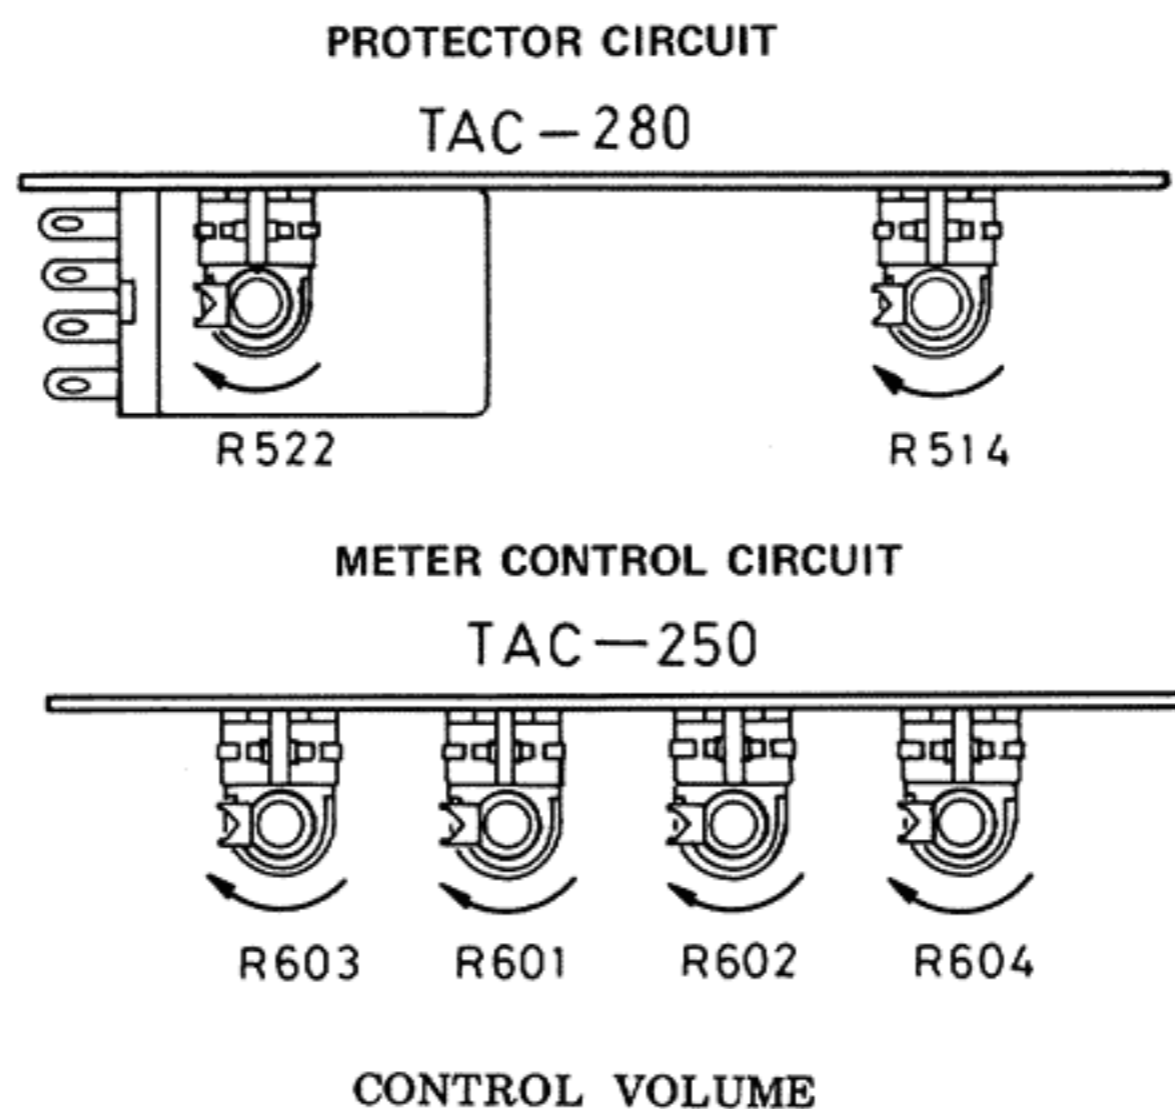 PROTECTOR CIRCUIT
TAC-280
R522 R514
METER CONTROL CIRCUIT
TAC-250
R603 R601 R602 R604
CONTROL VOLUME